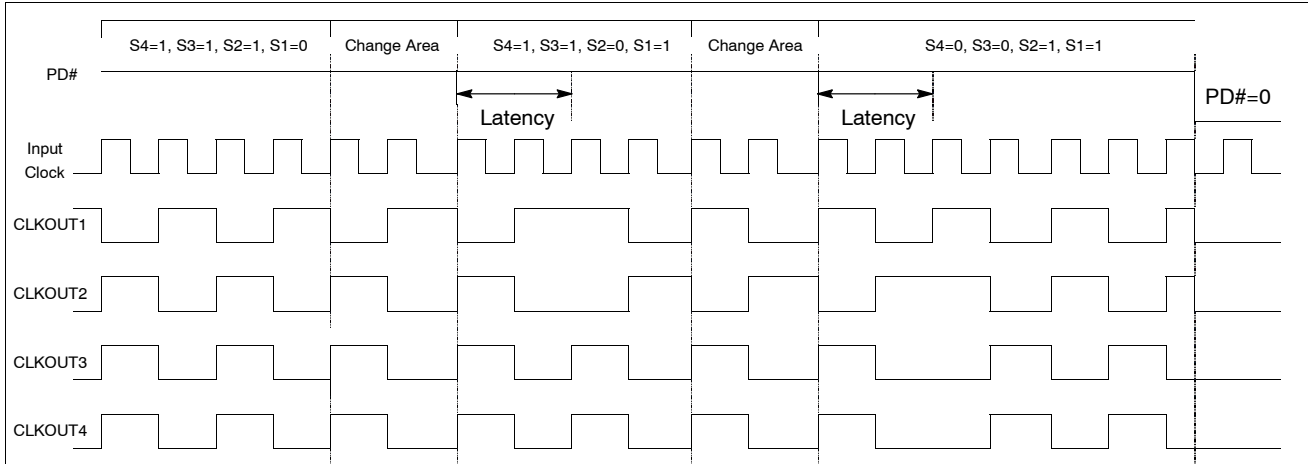 S4=1, S3=1, S2=1, S1=0
Change Area
S4=1, S3=1, S2=0, S1=1
Change Area
S4=0, S3=0, S2=1, S1=1
PD#
Latency
Latency
PD#=0
Input
Clock
CLKOUT1
CLKOUT2
CLKOUT3
CLKOUT4